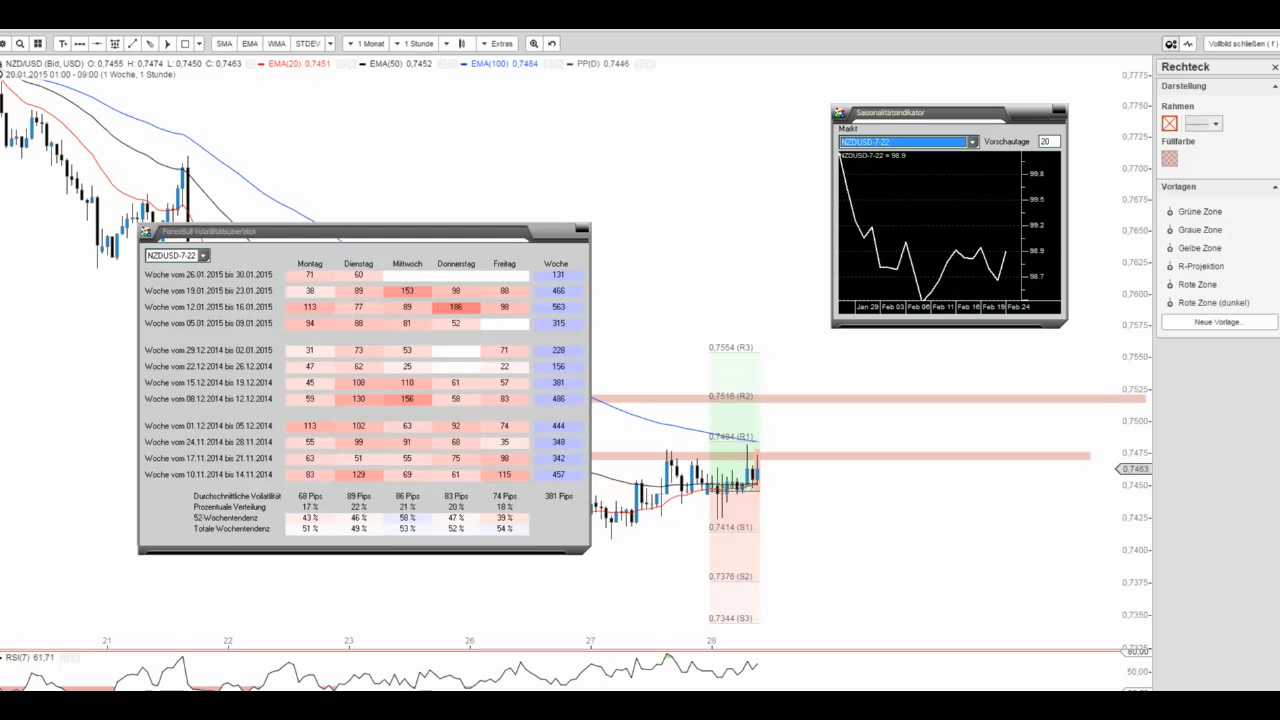 T+
SMA EMA WMA STDEV
1 Monat
1 Stunde
Extras
Vollbild schließen ( f )
NZD/USD (Bid, USD) O: 0,7455 H: 0,7474 L: 0,7450 C: 0,7463
EMA(20) 0,7451
EMA(50) 0,7452
EMA(100) 0,7484
PP(D) 0,7446
29.01.2015 01:00 - 09:00 (1 Woche, 1 Stunde)
Rechteck
Darstellung
Rahmen
Füllfarbe
Vorlagen
Grüne Zone
Graue Zone
Gelbe Zone
R-Projektion
Rote Zone
Rote Zone (dunkel)
Neue Vorlage...
Saisonalitätsindikator
Markt
NZDUSD-7-22 Vorschautage 20
NZDUSD-7-22 = 98.9
99.8
99.5
99.2
98.9
98.7
Jan 29 Feb 03 Feb 06 Feb 11 Feb 16 Feb 19 Feb 24
ForexBull Volatilitätsüberblick
NZDUSD-7-22
Montag Dienstag Mittwoch Donnerstag Freitag Woche
Woche vom 26.01.2015 bis 30.01.2015 71 60 131
Woche vom 19.01.2015 bis 23.01.2015 38 89 153 98 88 466
Woche vom 12.01.2015 bis 16.01.2015 113 77 89 186 98 563
Woche vom 05.01.2015 bis 09.01.2015 94 88 81 52 315
Woche vom 29.12.2014 bis 02.01.2015 31 73 53 71 228
Woche vom 22.12.2014 bis 26.12.2014 47 62 25 22 156
Woche vom 15.12.2014 bis 19.12.2014 45 108 110 61 57 381
Woche vom 08.12.2014 bis 12.12.2014 59 130 156 58 83 486
Woche vom 01.12.2014 bis 05.12.2014 113 102 63 92 74 444
Woche vom 24.11.2014 bis 28.11.2014 55 99 91 68 35 348
Woche vom 17.11.2014 bis 21.11.2014 63 51 55 75 98 342
Woche vom 10.11.2014 bis 14.11.2014 83 129 69 61 115 457
Durchschnittliche Voilatilität 68 Pips 89 Pips 86 Pips 83 Pips 74 Pips 381 Pips
Prozentuale Verteilung 17 % 22 % 21 % 20 % 18 %
52-Wochentendenz 43 % 46 % 58 % 47 % 39 %
Totale Wochentendenz 51 % 49 % 53 % 52 % 54 %
0,7554 (R3)
0,7516 (R2)
0,7484 (R1)
0,7414 (S1)
0,7376 (S2)
0,7344 (S3)
0,7775
0,7750
0,7725
0,7700
0,7675
0,7650
0,7625
0,7600
0,7575
0,7550
0,7525
0,7500
0,7475
0,7463
0,7450
0,7425
0,7400
0,7375
0,7350
21 22 23 26 27 28
RSI(7) 61,71
80,00
50,00